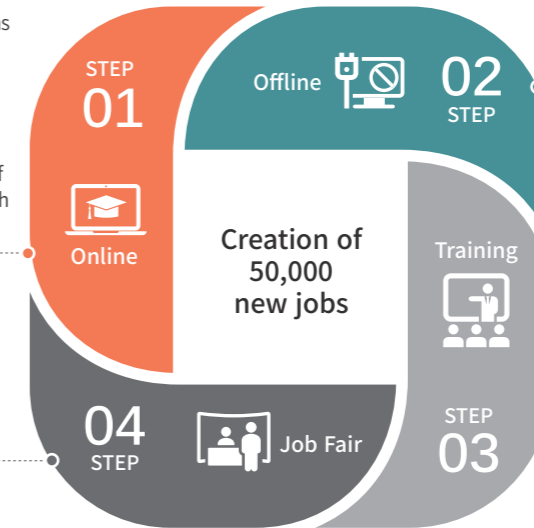 STEP
01
Online
Offline
02
STEP
Creation of
50,000
new jobs
Training
STEP
03
04
STEP
Job Fair